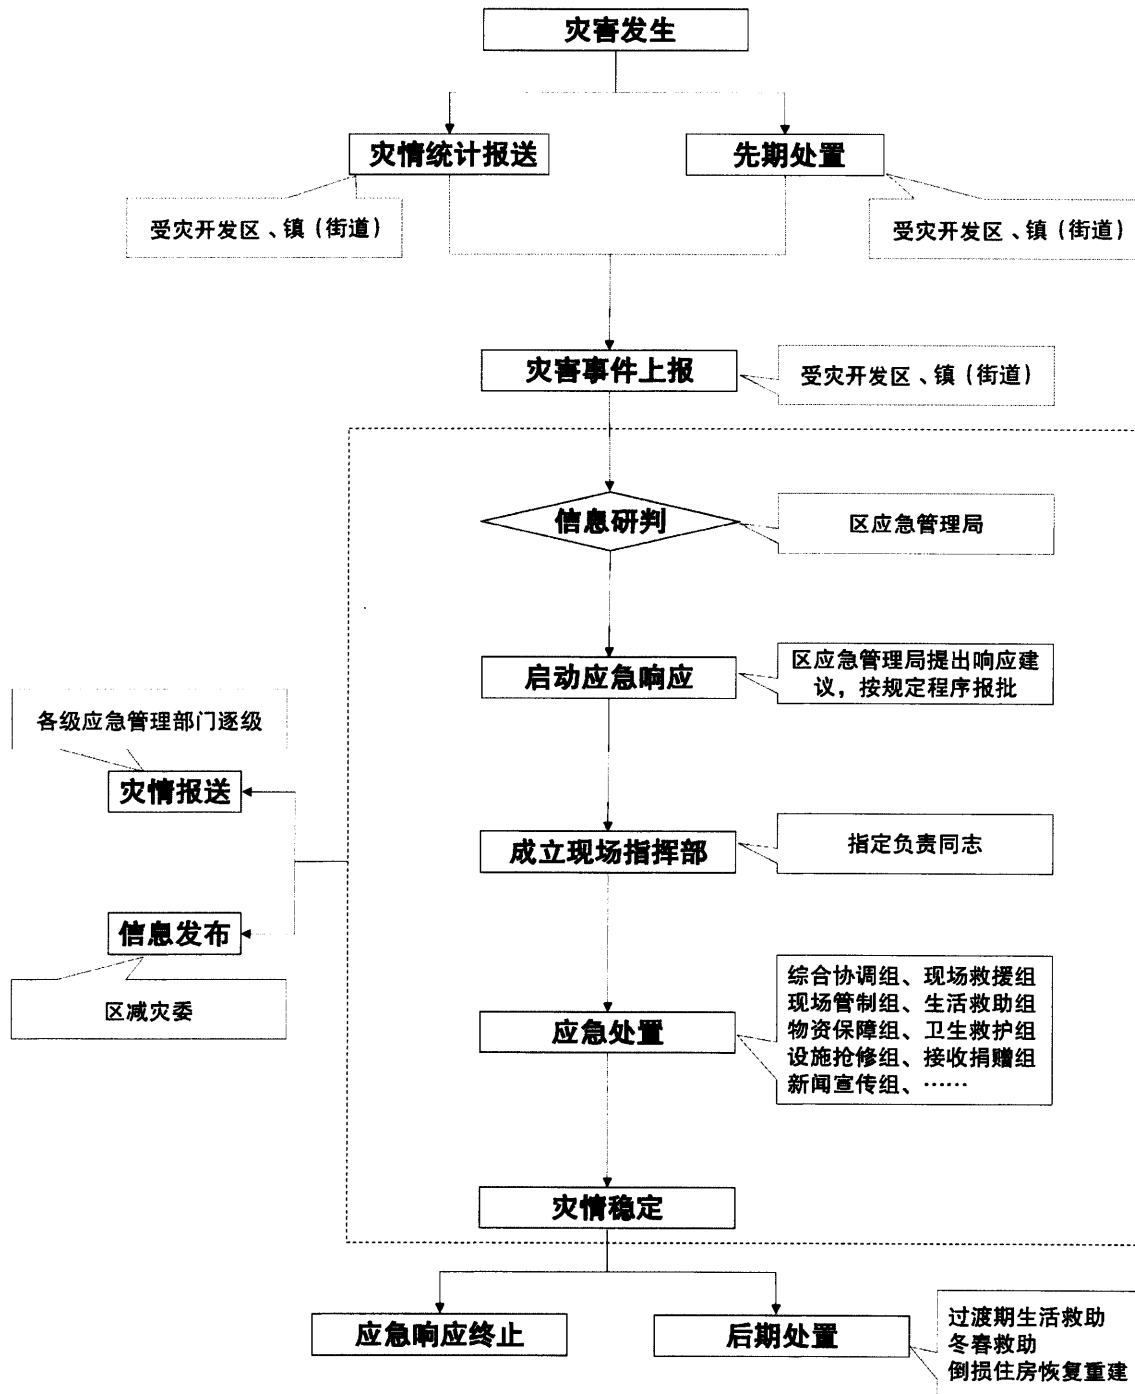 灾害发生
灾情统计报送
先期处置
受灾开发区、镇（街道）
受灾开发区、镇（街道）
灾害事件上报
受灾开发区、镇（街道）
信息研判
区应急管理局
启动应急响应
区应急管理局提出响应建
议，按规定程序报批
各级应急管理部门逐级
灾情报送
成立现场指挥部
指定负责同志
信息发布
区减灾委
应急处置
综合协调组、现场救援组
现场管制组、生活救助组
物资保障组、卫生救护组
设施抢修组、接收捐赠组
新闻宣传组、……
灾情稳定
应急响应终止
后期处置
过渡期生活救助
冬春救助
倒损住房恢复重建